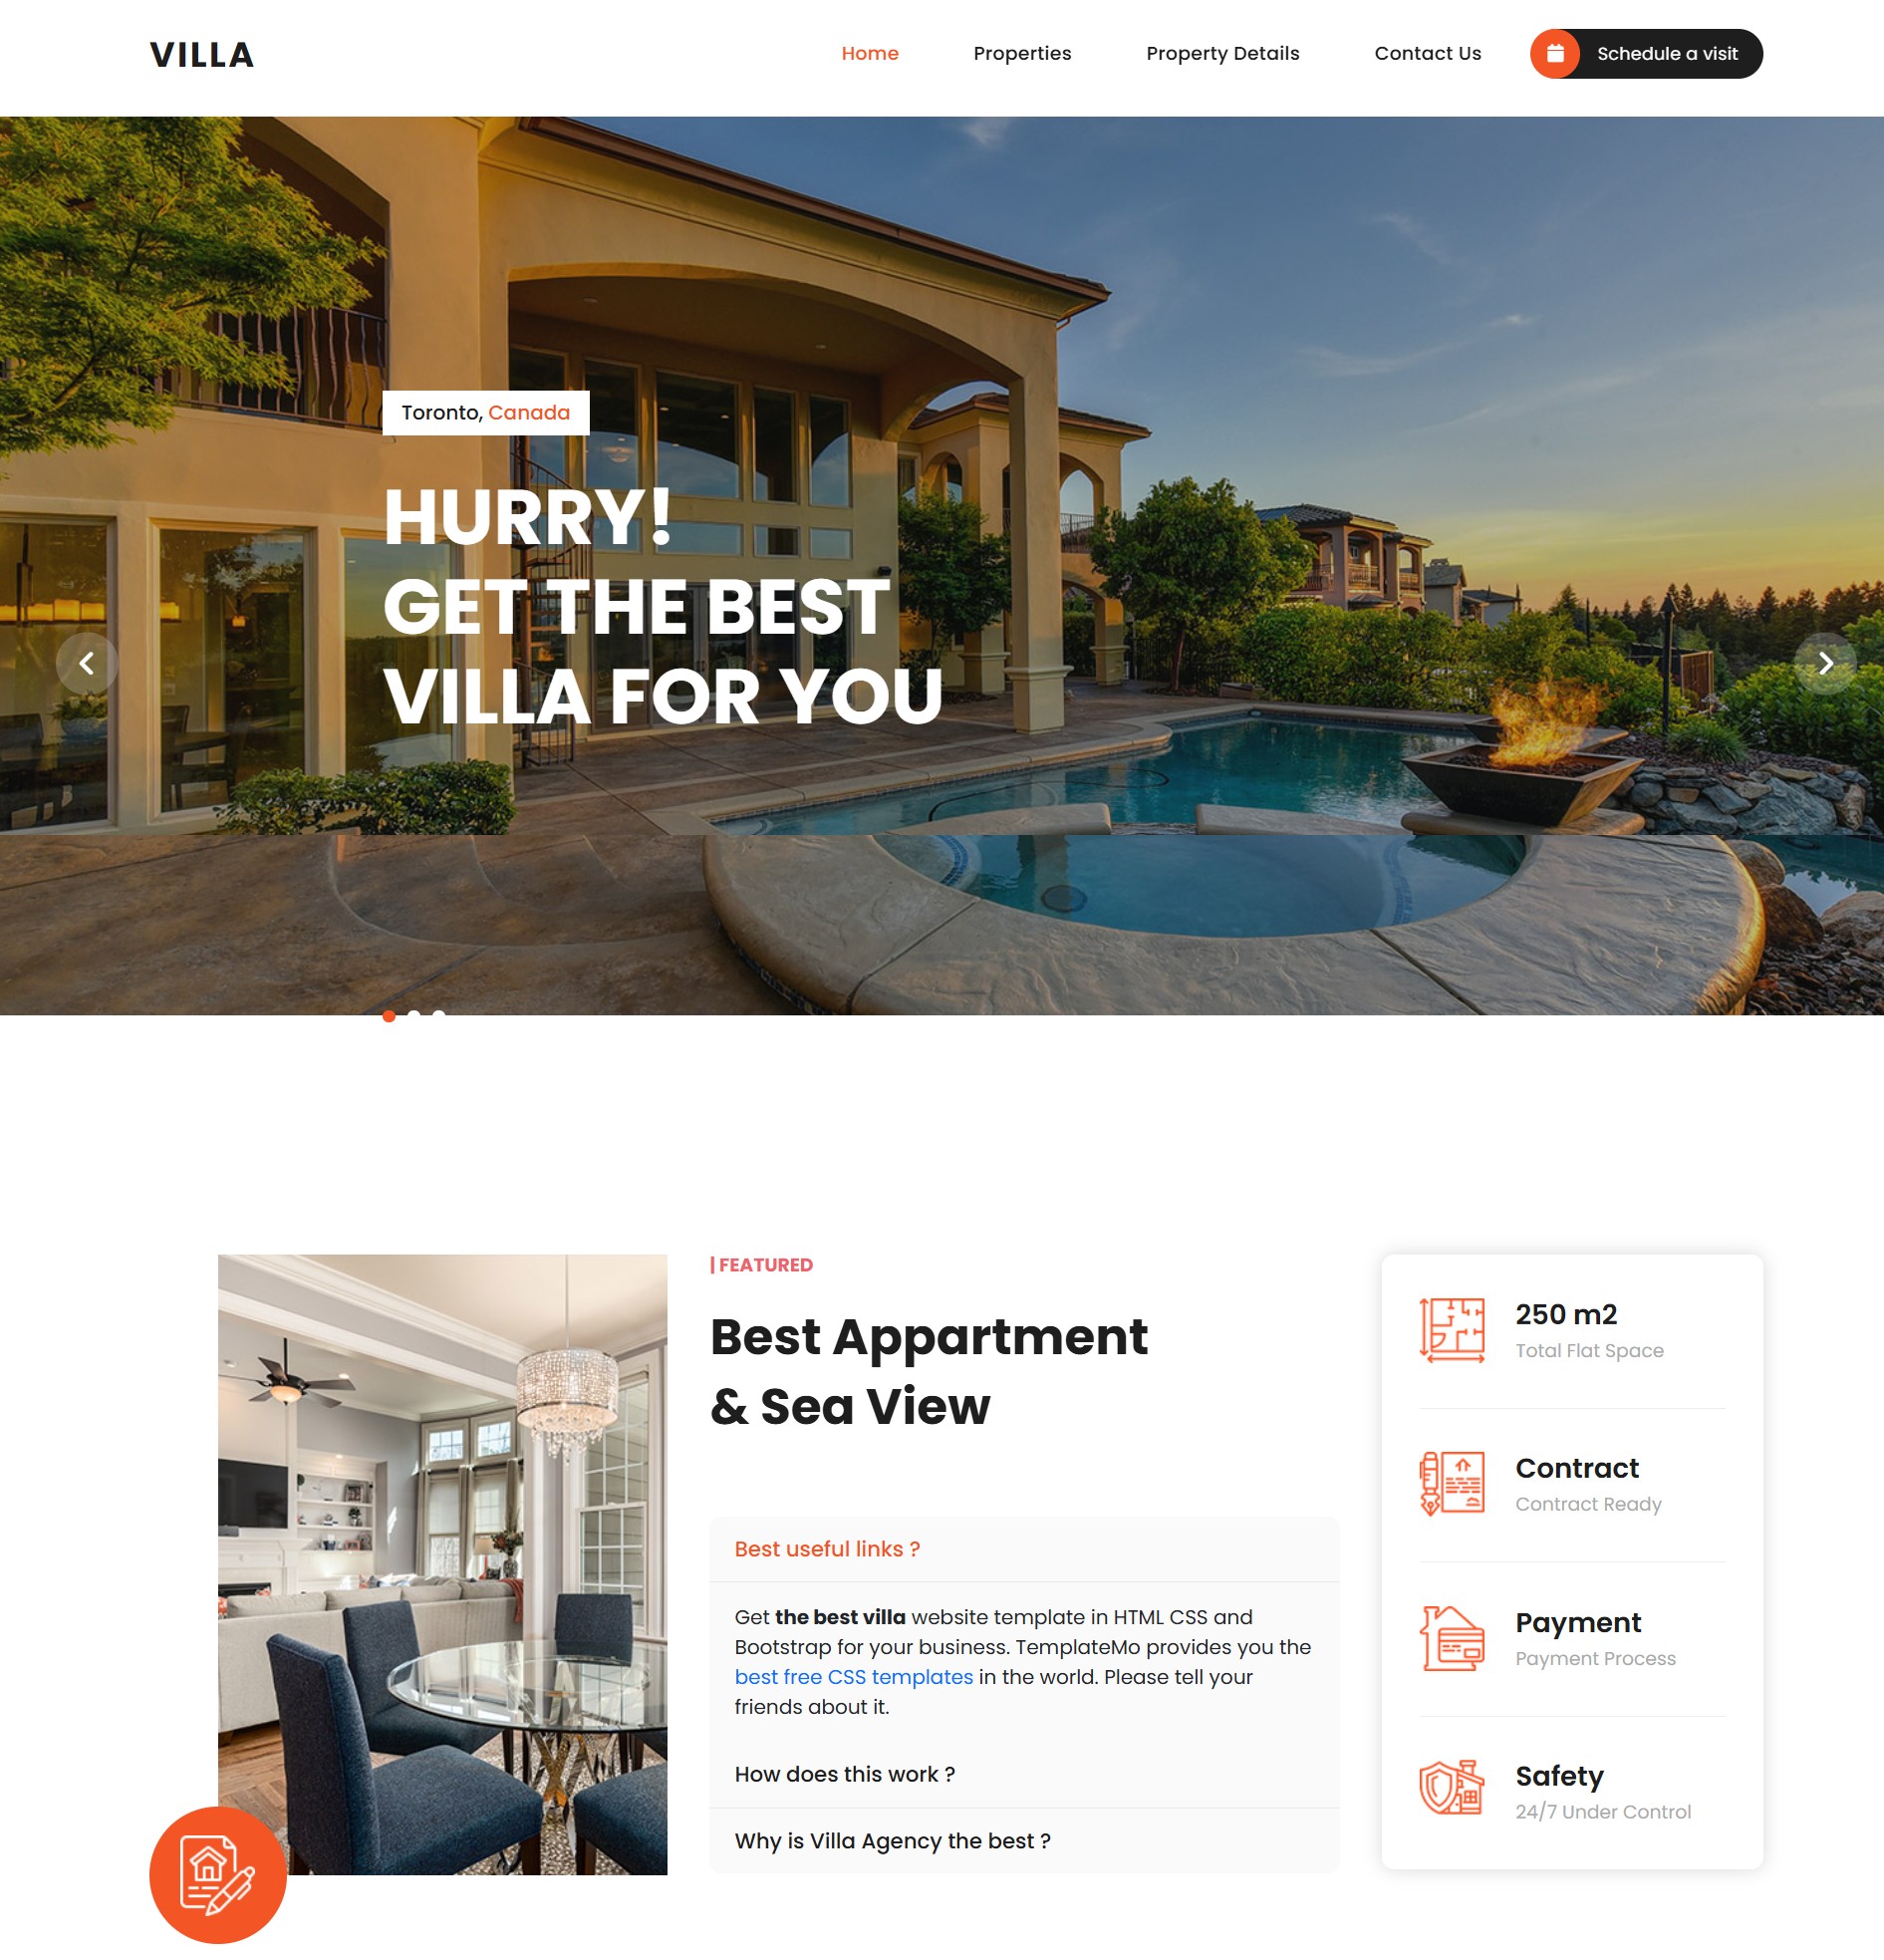 VILLA
Home
Properties
Property Details
Contact Us
Schedule a visit
Toronto, Canada
HURRY!
GET THE BEST
VILLA FOR YOU
| FEATURED
Best Appartment
& Sea View
Best useful links ?
Get the best villa website template in HTML CSS and
Bootstrap for your business. TemplateMo provides you the
best free CSS templates in the world. Please tell your
friends about it.
How does this work ?
Why is Villa Agency the best ?
250 m2
Total Flat Space
Contract
Contract Ready
Payment
Payment Process
Safety
24/7 Under Control